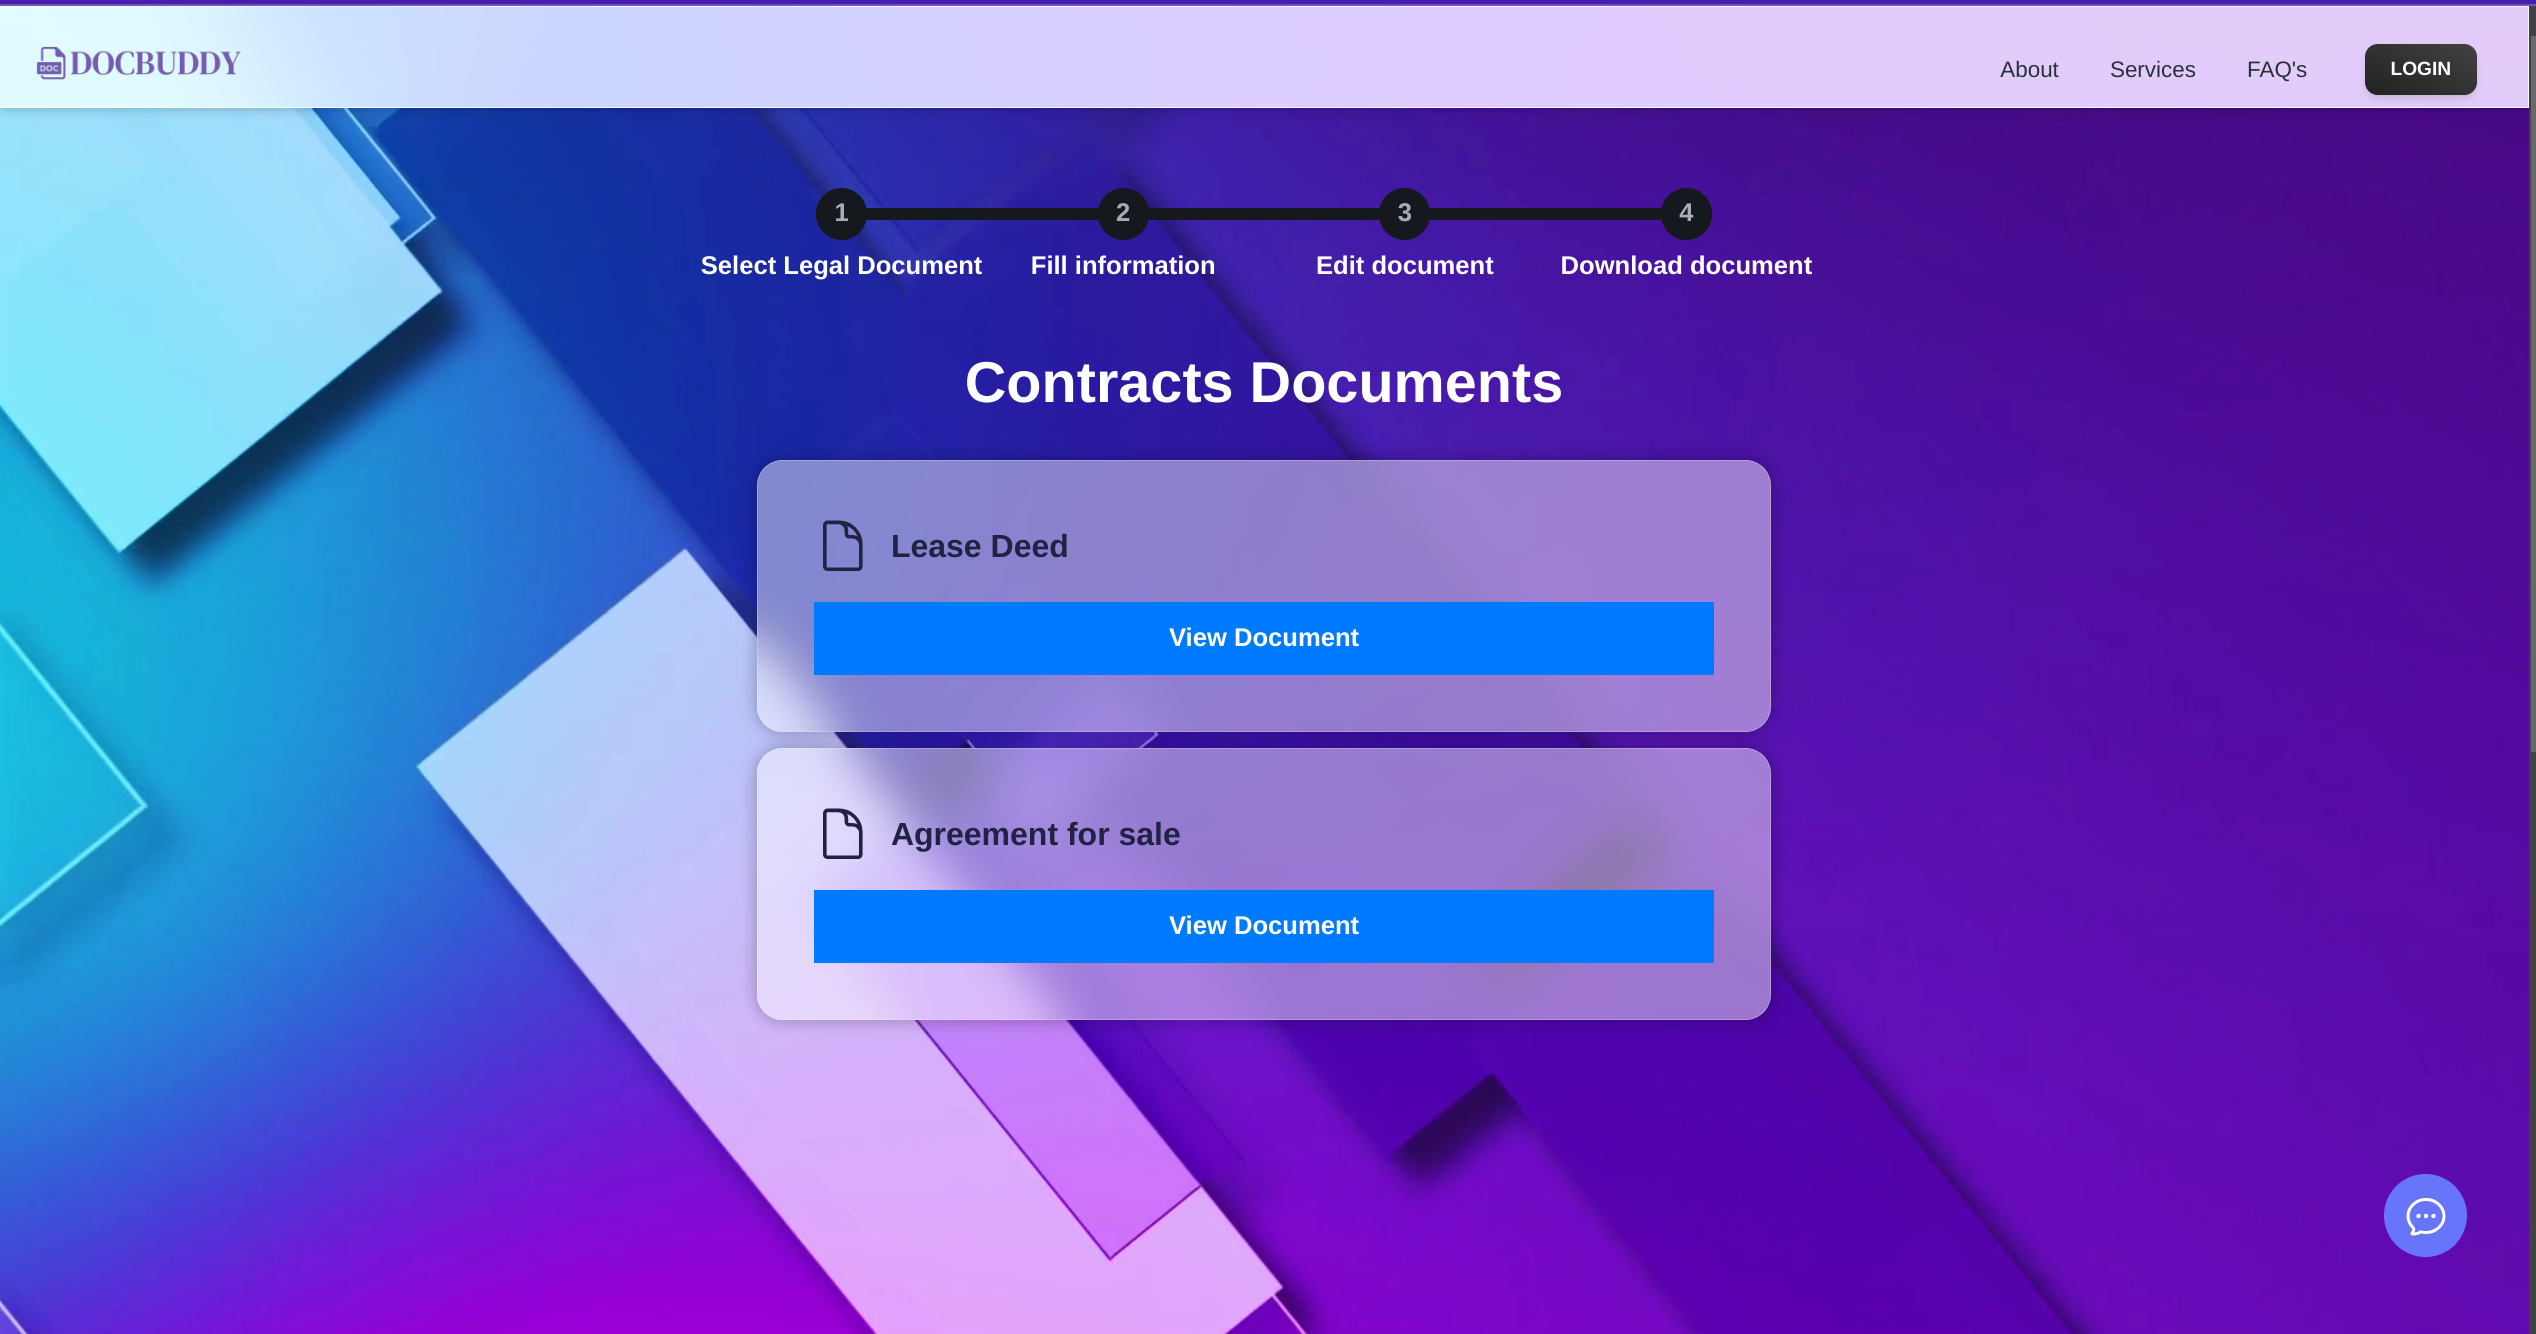 DOC DOCBUDDY
About Services FAQ's LOGIN
1 2 3 4
Select Legal Document Fill information Edit document Download document
Contracts Documents
Lease Deed
View Document
Agreement for sale
View Document